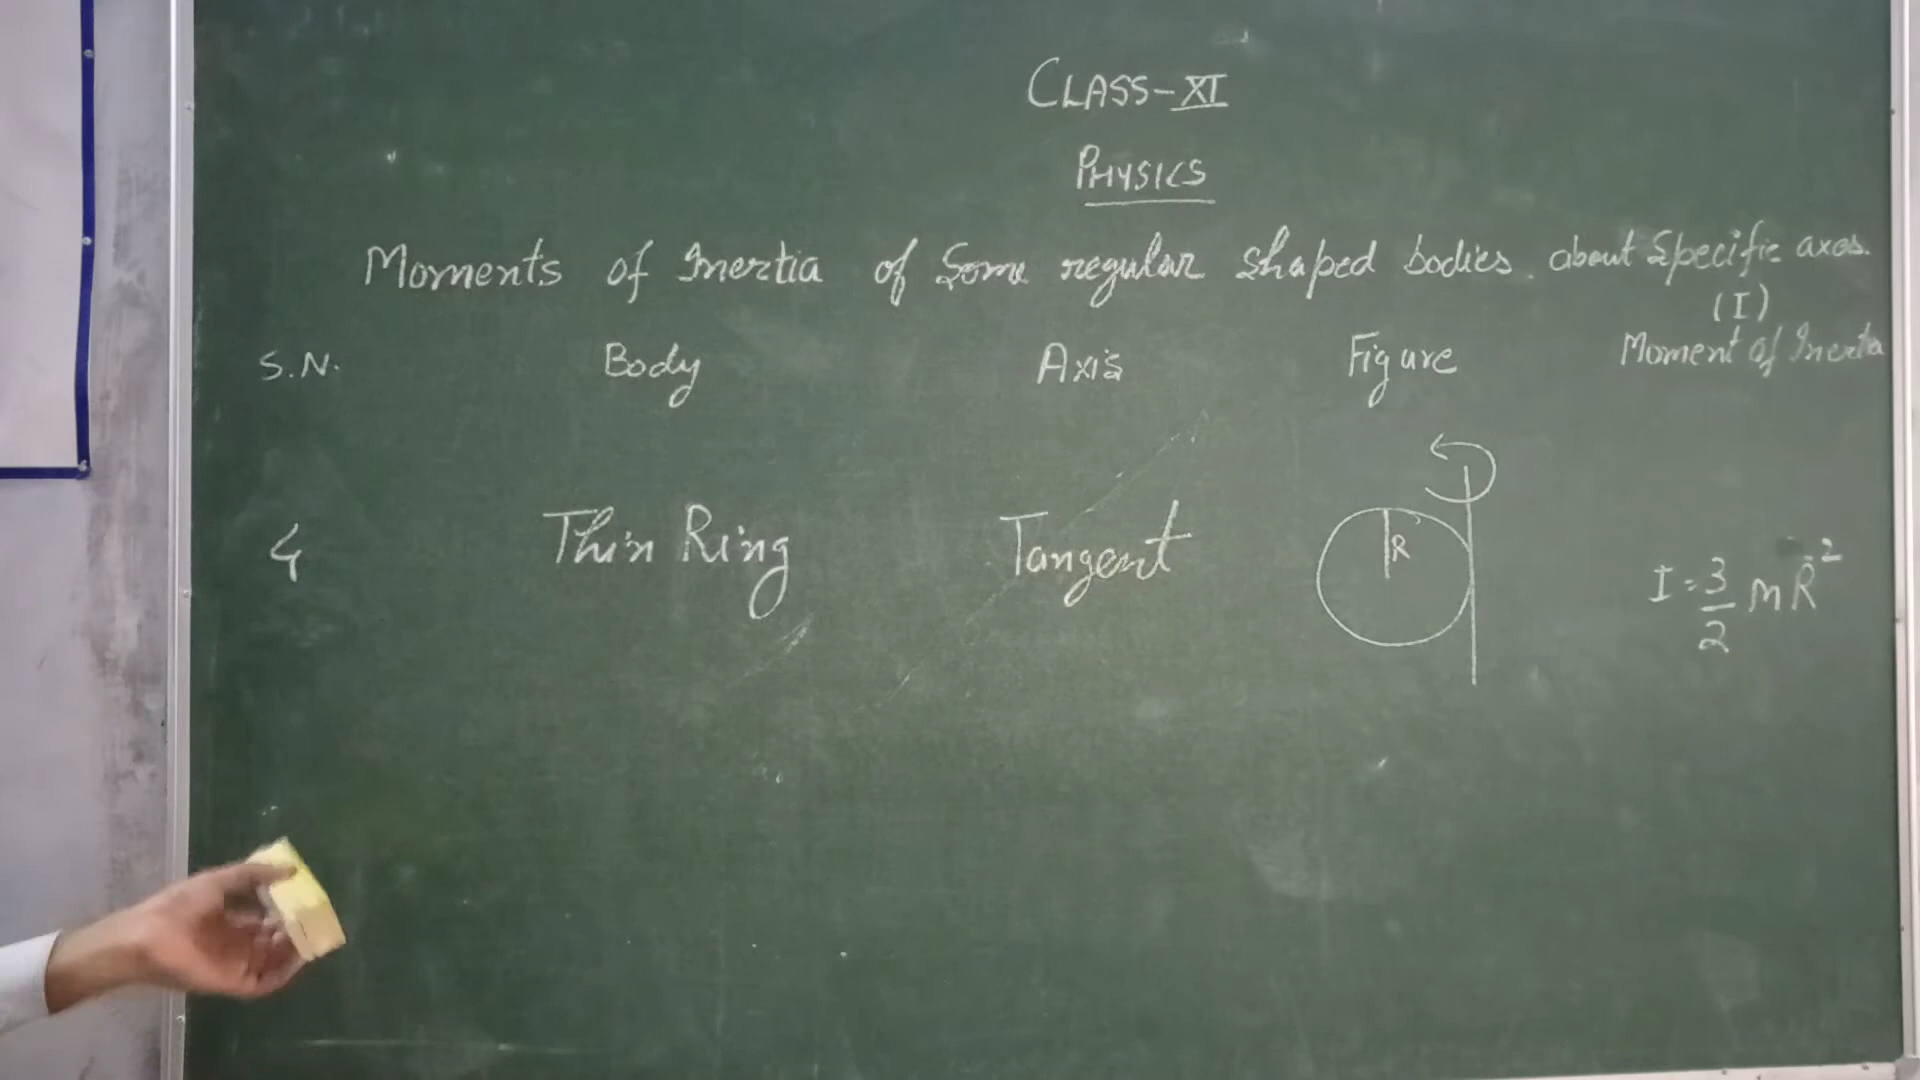 CLASS-XI
PHYSICS
Moments of Inertia of Some regular shaped bodies about Specific axes.
S.N. Body Axis Figure (I) Moment of Inertia
4 Thin Ring Tangent R I = 3/2 MR²